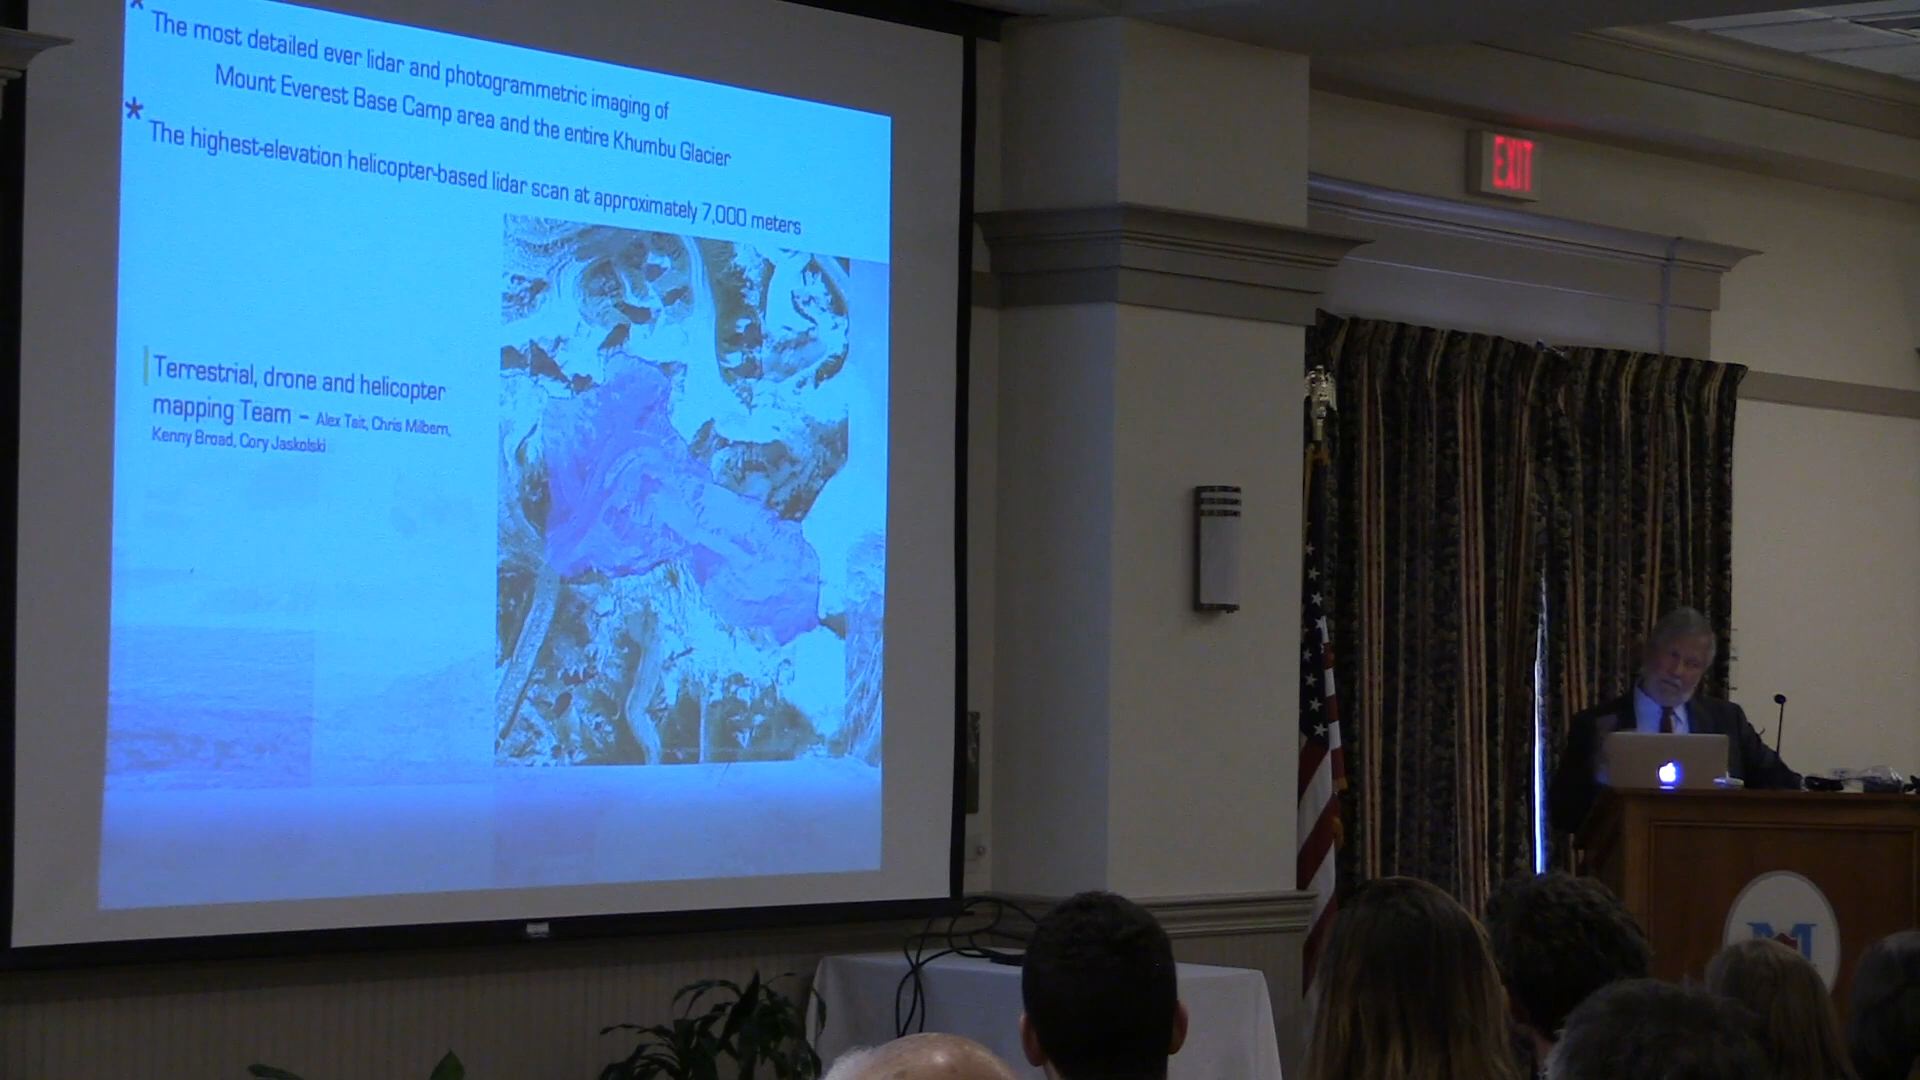 * The most detailed ever lidar and photogrammetric imaging of
Mount Everest Base Camp area and the entire Khumbu Glacier
* The highest-elevation helicopter-based lidar scan at approximately 7,000 meters
Terrestrial, drone and helicopter
mapping Team – Alex Tait, Chris Milbern,
Kenny Broad, Cory Jaskolski
EXIT
M